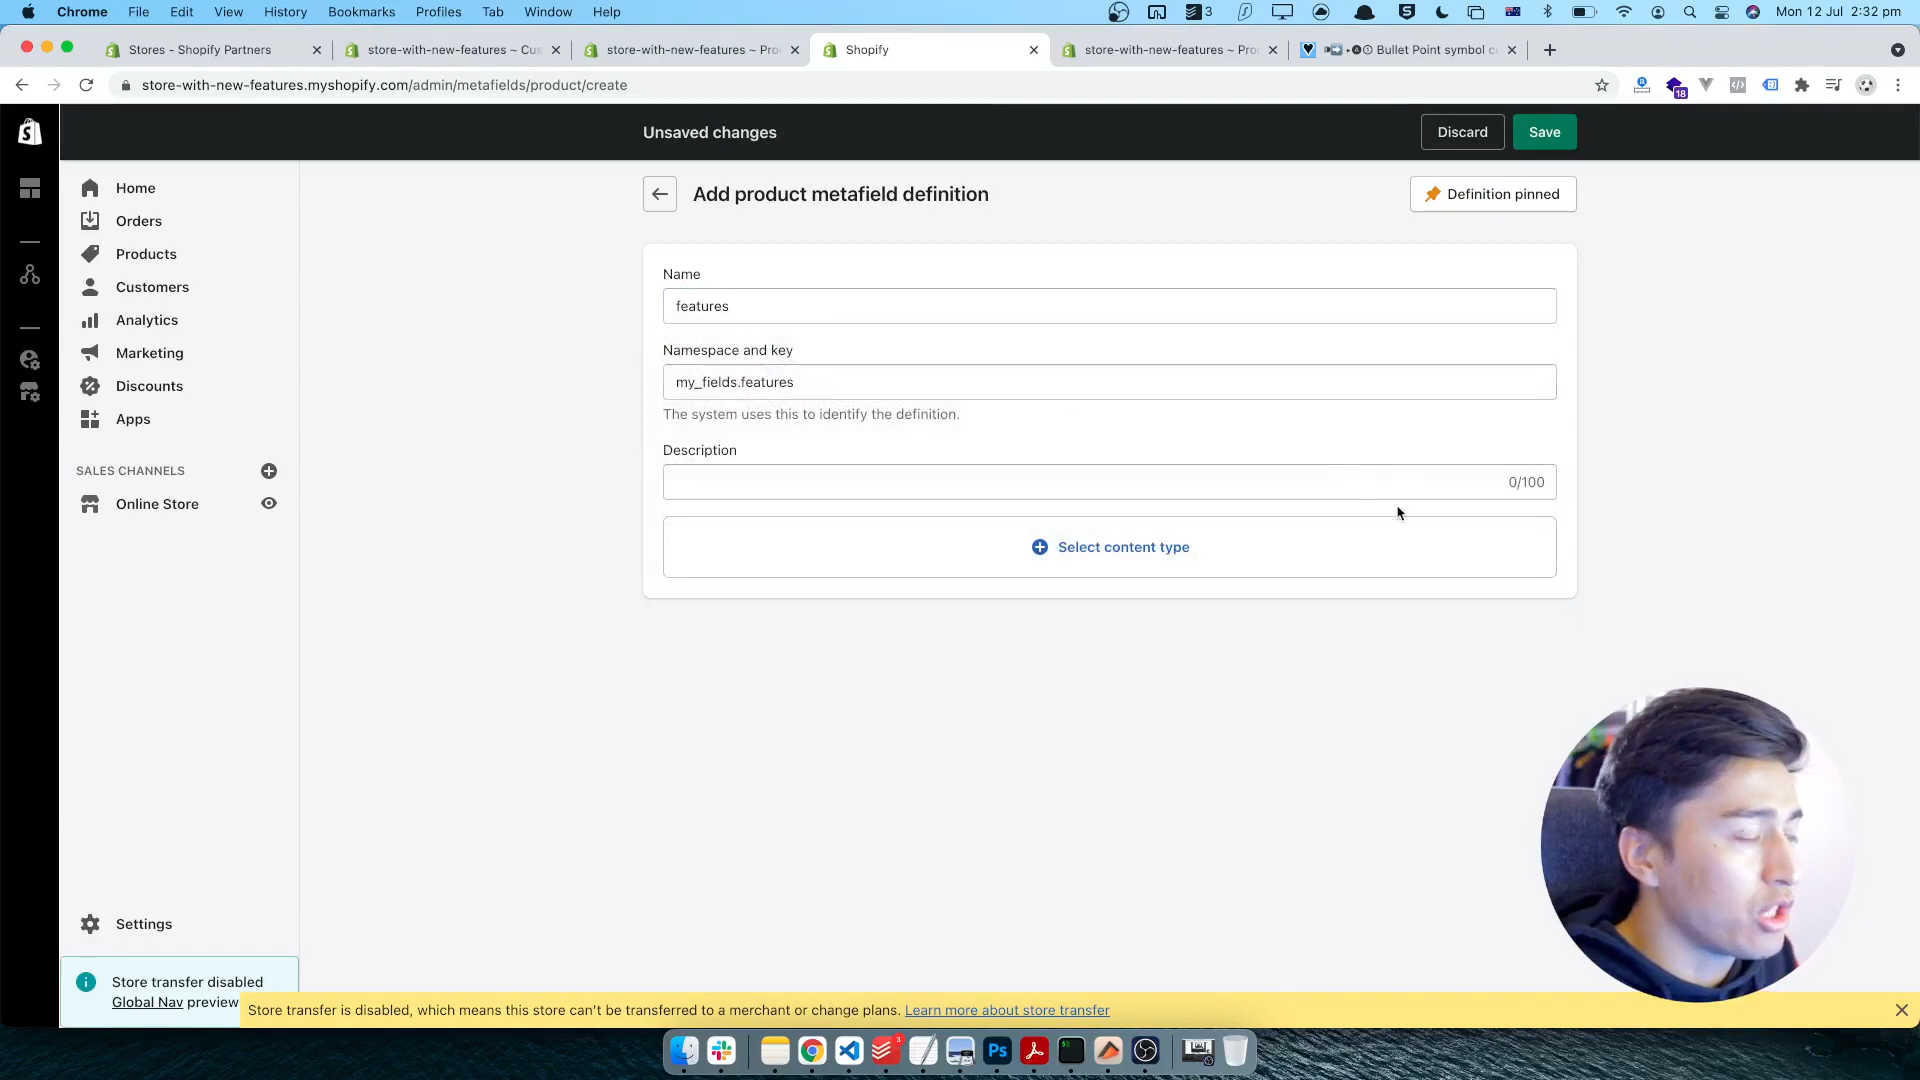 Chrome File Edit View History Bookmarks Profiles Tab Window Help 3 Mon 12 Jul 2:32 pm
Stores - Shopify Partners
store-with-new-features ~ Cus
store-with-new-features ~ Pro
Shopify
store-with-new-features ~ Pro
Bullet Point symbol c
store-with-new-features.myshopify.com/admin/metafields/product/create
18
Unsaved changes
Discard
Save
Home
Orders
Products
Customers
Analytics
Marketing
Discounts
Apps
SALES CHANNELS
Online Store
Settings
Add product metafield definition
Definition pinned
Name
features
Namespace and key
my_fields.features
The system uses this to identify the definition.
Description
0/100
Select content type
Store transfer disabled
Global Nav preview
Store transfer is disabled, which means this store can't be transferred to a merchant or change plans. Learn more about store transfer
3
Ps